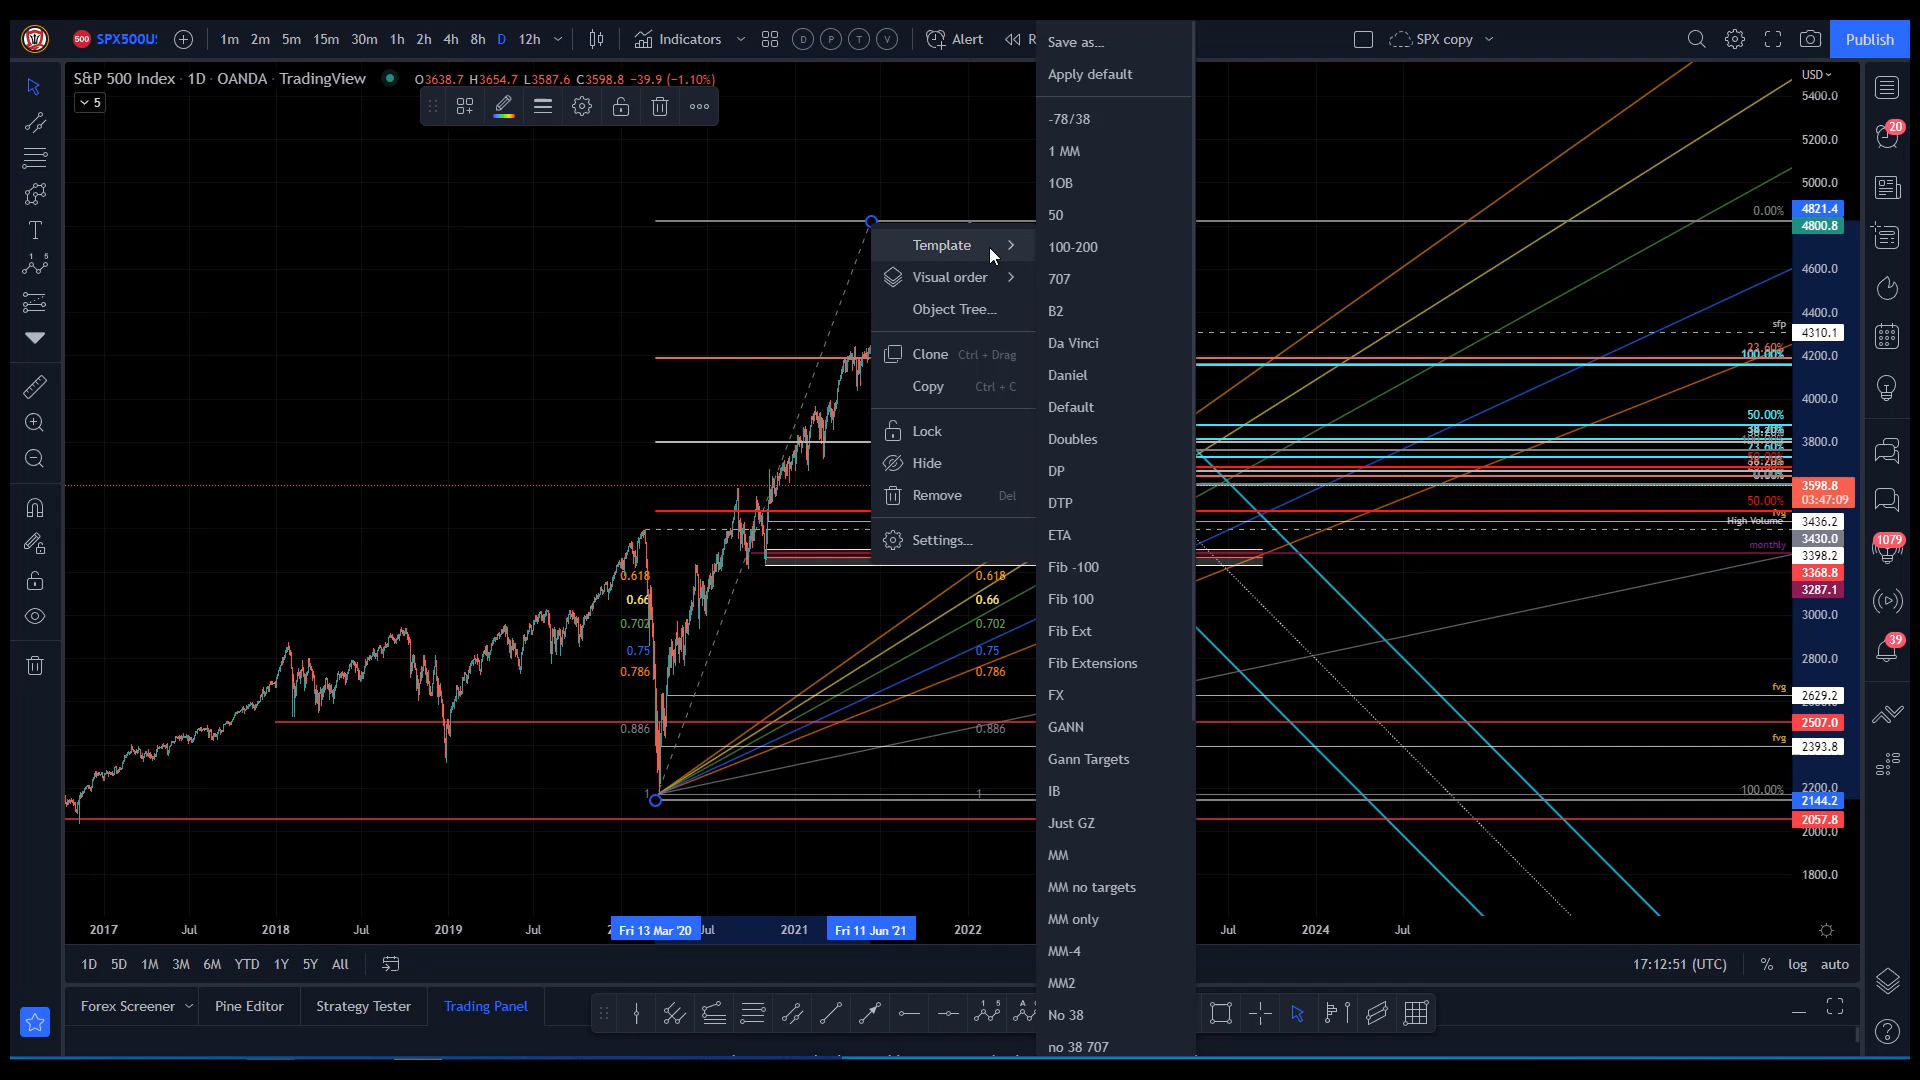 500 SPX500U: 1m 2m 5m 15m 30m 1h 2h 4h 8h D 12h Indicators D P T V Alert R SPX copy Publish
S&P 500 Index · 1D · OANDA · TradingView O3638.7 H3654.7 L3587.6 C3598.8 -39.9 (-1.10%)
5
Template
Visual order
Object Tree...
Clone Ctrl + Drag
Copy Ctrl + C
Lock
Hide
Remove Del
Settings...
Save as...
Apply default
-78/38
1 MM
1OB
50
100-200
707
B2
Da Vinci
Daniel
Default
Doubles
DP
DTP
ETA
Fib -100
Fib 100
Fib Ext
Fib Extensions
FX
GANN
Gann Targets
IB
Just GZ
MM
MM no targets
MM only
MM-4
MM2
No 38
no 38 707
0.618 0.618
0.66 0.66
0.702 0.702
0.75 0.75
0.786 0.786
0.886 0.886
1 1
0.00%
sfp
23.60%
100.00%
50.00%
0.00%
50.00%
fvg
High Volume
monthly
fvg
fvg
100.00%
USD
5400.0
5200.0
5000.0
4821.4
4800.8
4600.0
4400.0
4310.1
4200.0
4000.0
3800.0
3598.8
03:47:09
3436.2
3430.0
3398.2
3368.8
3287.1
3000.0
2800.0
2629.2
2507.0
2393.8
2200.0
2144.2
2057.8
2000.0
1800.0
20
1079
39
2017 Jul 2018 Jul 2019 Jul Fri 13 Mar '20 Jul 2021 Fri 11 Jun '21 2022 Jul 2024 Jul
1D 5D 1M 3M 6M YTD 1Y 5Y All 17:12:51 (UTC) % log auto
Forex Screener Pine Editor Strategy Tester Trading Panel